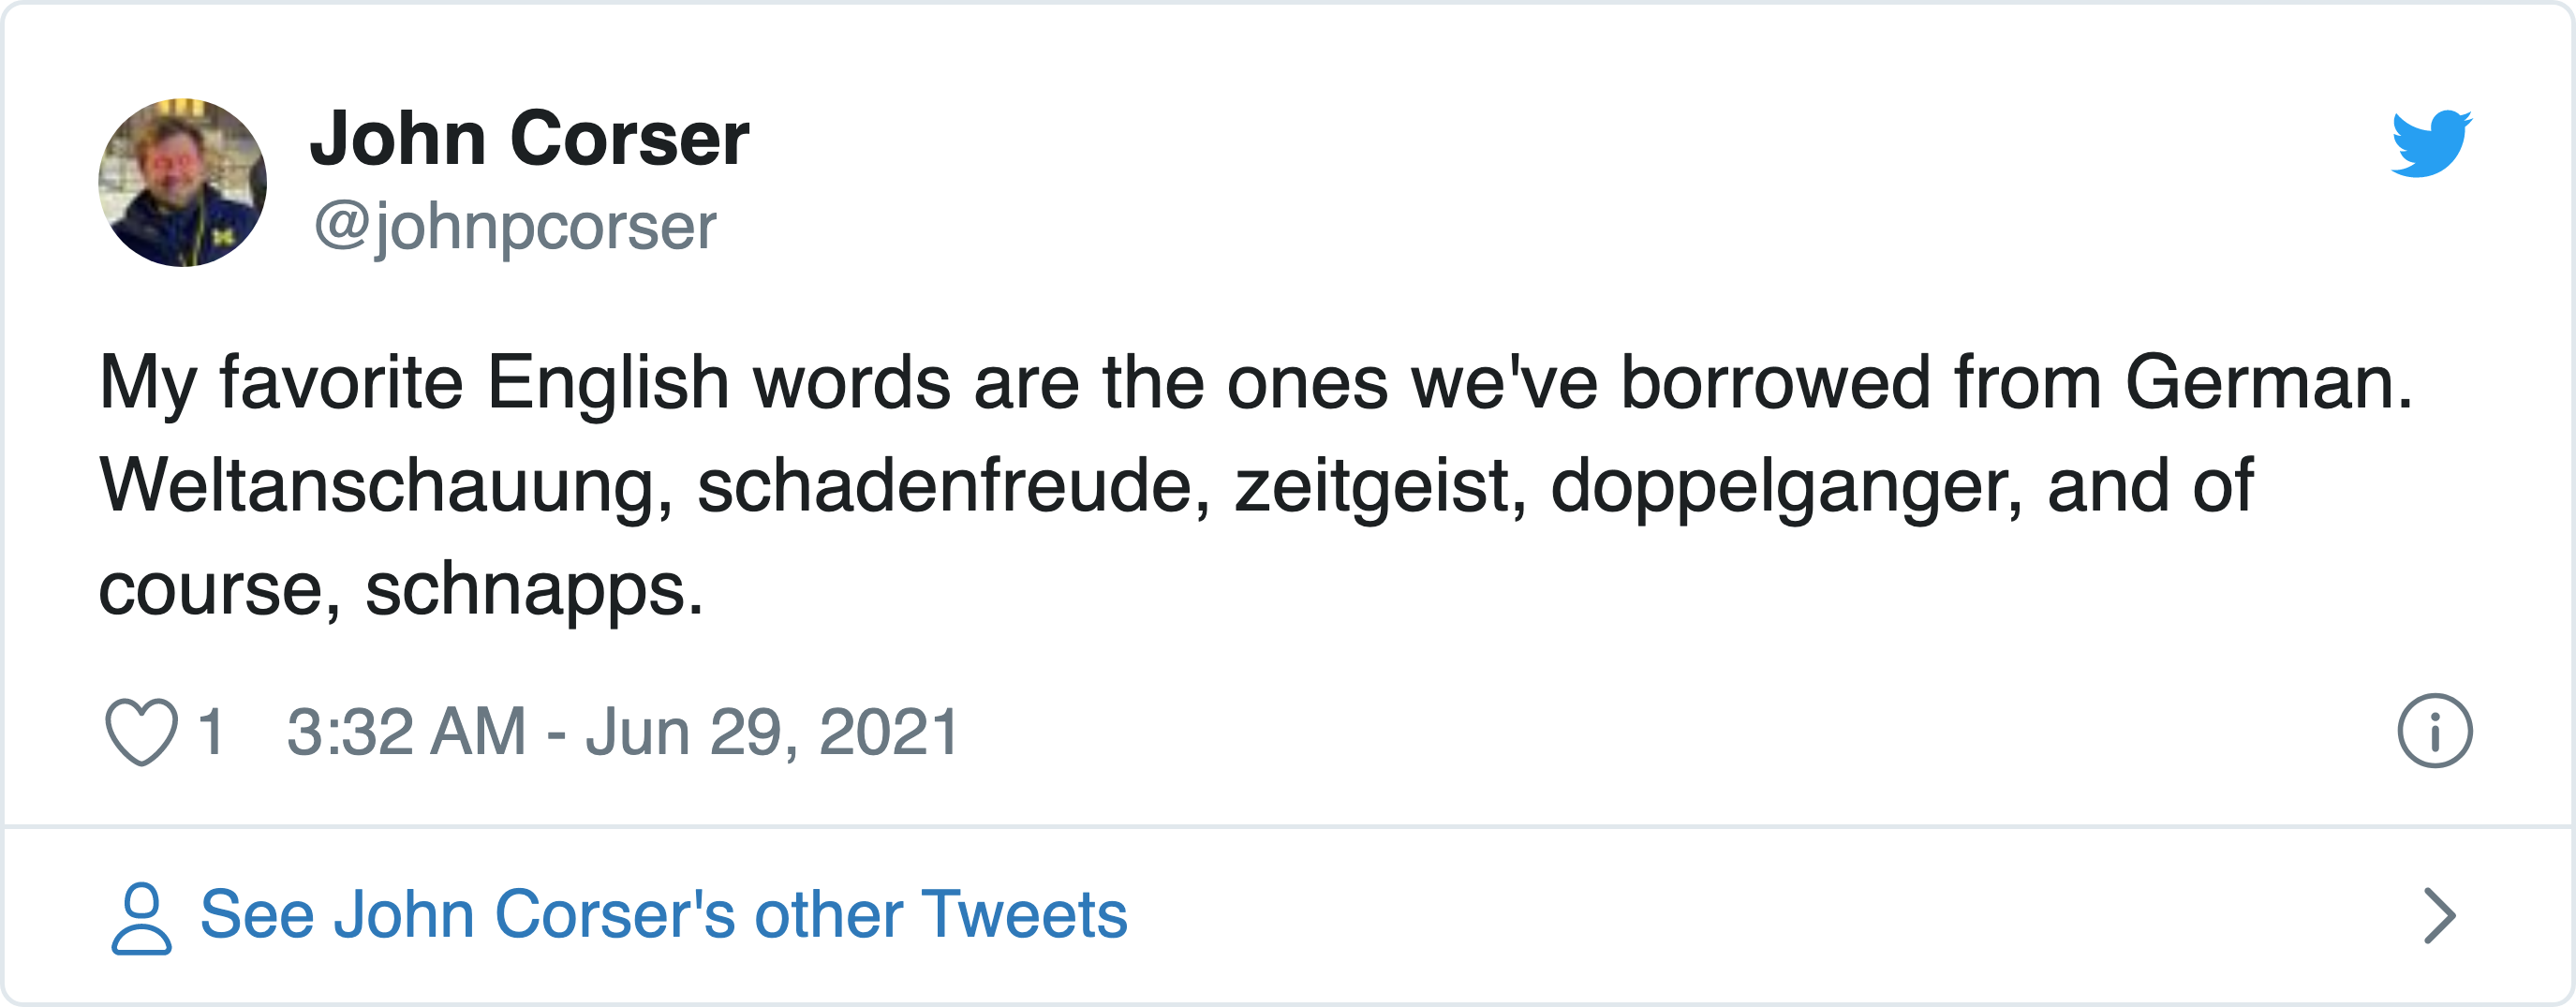 John Corser
@johnpcorser
My favorite English words are the ones we've borrowed from German.
Weltanschauung, schadenfreude, zeitgeist, doppelganger, and of
course, schnapps.
1 3:32 AM - Jun 29, 2021
See John Corser's other Tweets